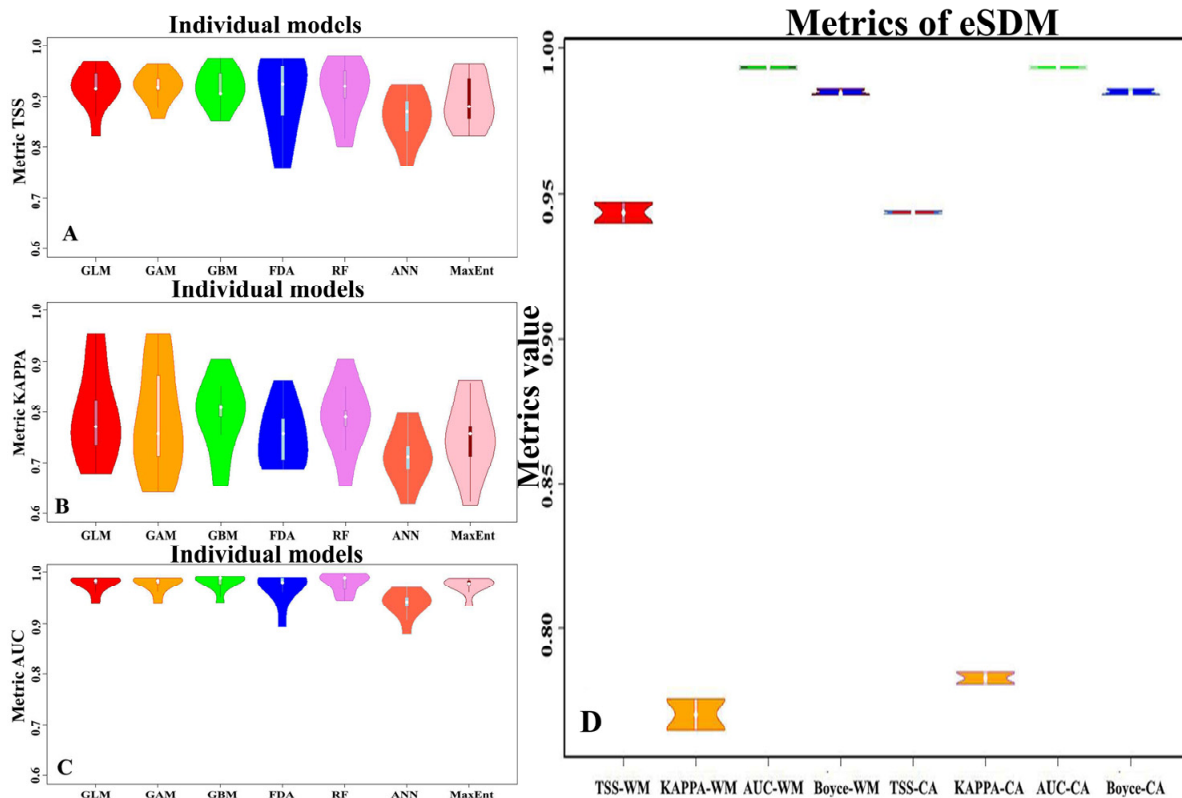 Individual models
Metric TSS
1.0
0.9
0.8
0.7
0.6
A
GLM GAM GBM FDA RF ANN MaxEnt
Individual models
Metric KAPPA
1.0
0.9
0.8
0.7
0.6
B
GLM GAM GBM FDA RF ANN MaxEnt
Individual models
Metric AUC
1.0
0.9
0.8
0.7
0.6
C
GLM GAM GBM FDA RF ANN MaxEnt
Metrics of eSDM
Metrics value
1.00
0.95
0.90
0.85
0.80
D
TSS-WM KAPPA-WM AUC-WM Boyce-WM TSS-CA KAPPA-CA AUC-CA Boyce-CA